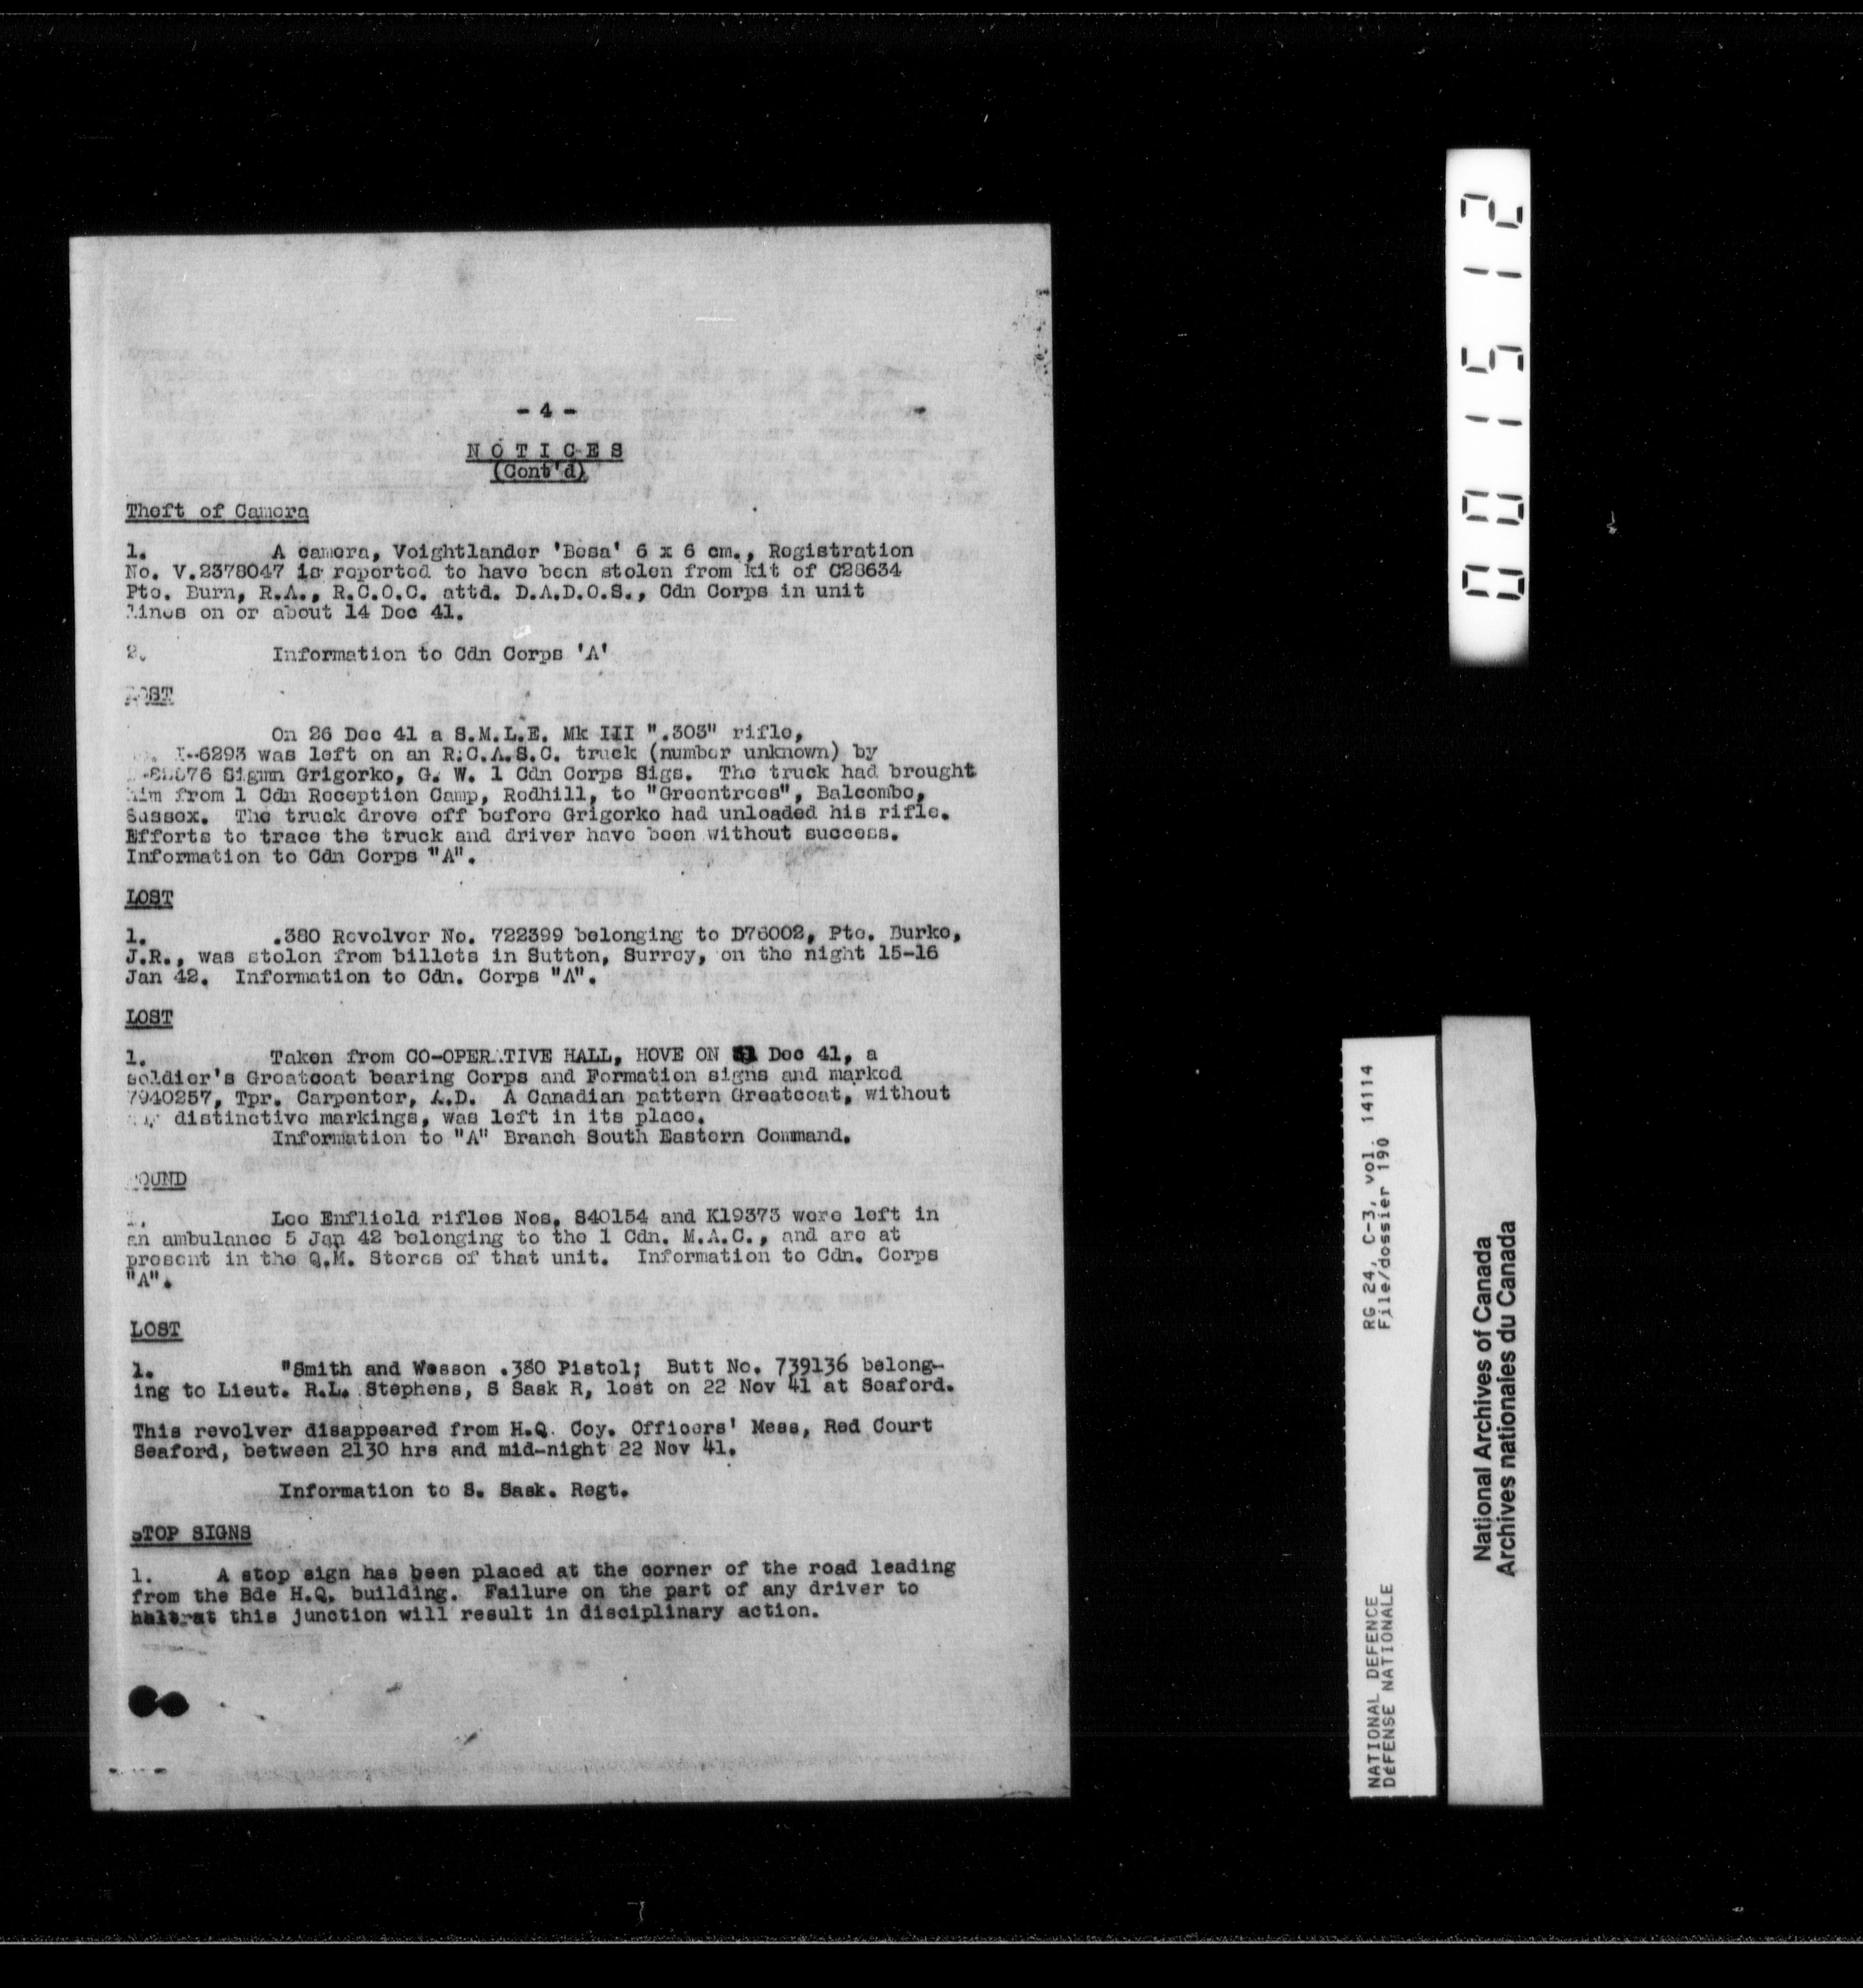 - 4 -
N O T I C E S
(Cont'd)
Theft of Camera
1. A camera, Voightlander 'Besa' 6 x 6 cm., Registration
No. V.2378047 is reported to have been stolen from kit of C28634
Pte. Burn, R.A., R.C.O.C. attd. D.A.D.O.S., Cdn Corps in unit
lines on or about 14 Dec 41.
2. Information to Cdn Corps 'A'
LOST
On 26 Dec 41 a S.M.L.E. Mk III ".303" rifle,
was left on an R.C.A.S.C. truck (number unknown) by
Sigmn Grigorko, G. W. 1 Cdn Corps Sigs. The truck had brought
him from 1 Cdn Reception Camp, Redhill, to "Greentrees", Balcombe,
Sussex. The truck drove off before Grigorko had unloaded his rifle.
Efforts to trace the truck and driver have been without success.
Information to Cdn Corps "A".
LOST
1. .380 Revolver No. 722399 belonging to D76002, Pte. Burke,
J.R., was stolen from billets in Sutton, Surrey, on the night 15-16
Jan 42. Information to Cdn. Corps "A".
LOST
1. Taken from CO-OPERATIVE HALL, HOVE ON Dec 41, a
soldier's Greatcoat bearing Corps and Formation signs and marked
7940257, Tpr. Carpenter, A.D. A Canadian pattern Greatcoat, without
any distinctive markings, was left in its place.
Information to "A" Branch South Eastern Command.
FOUND
1. Lee Enflield rifles Nos. 840154 and K19373 were left in
an ambulance 5 Jan 42 belonging to the 1 Cdn. M.A.C., and are at
present in the Q.M. Stores of that unit. Information to Cdn. Corps
"A".
LOST
1. "Smith and Wesson .380 Pistol; Butt No. 739136 belong-
ing to Lieut. R.L. Stephens, S Sask R, lost on 22 Nov 41 at Seaford.
This revolver disappeared from H.Q. Coy. Officers' Mess, Red Court
Seaford, between 2130 hrs and mid-night 22 Nov 41.
Information to S. Sask. Regt.
STOP SIGNS
1. A stop sign has been placed at the corner of the road leading
from the Bde H.Q. building. Failure on the part of any driver to
halt at this junction will result in disciplinary action.
001512
RG 24, C-3, vol. 14114
File/dossier 190
NATIONAL DEFENCE
DÉFENSE NATIONALE
National Archives of Canada
Archives nationales du Canada